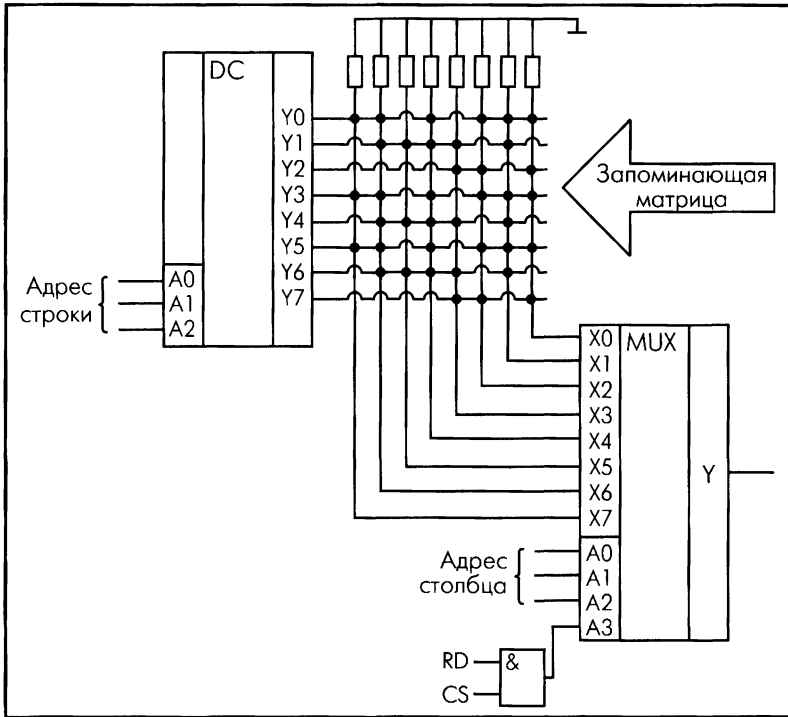 DC
Y0
Y1
Y2
Y3
Y4
Y5
Y6
Y7
Запоминающая
матрица
Адрес
строки
A0
A1
A2
X0
X1
X2
X3
X4
X5
X6
X7
MUX
Y
Адрес
столбца
A0
A1
A2
A3
RD
CS
&